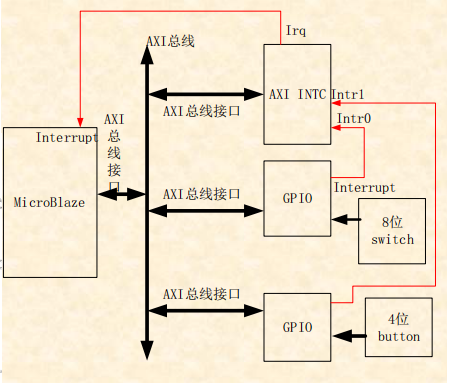 Irq
AXI总线
AXI INTC
Intr1
AXI总线接口
Intr0
AXI
总
线
接
口
Interrupt
MicroBlaze
AXI总线接口
GPIO
Interrupt
8位
switch
AXI总线接口
GPIO
4位
button